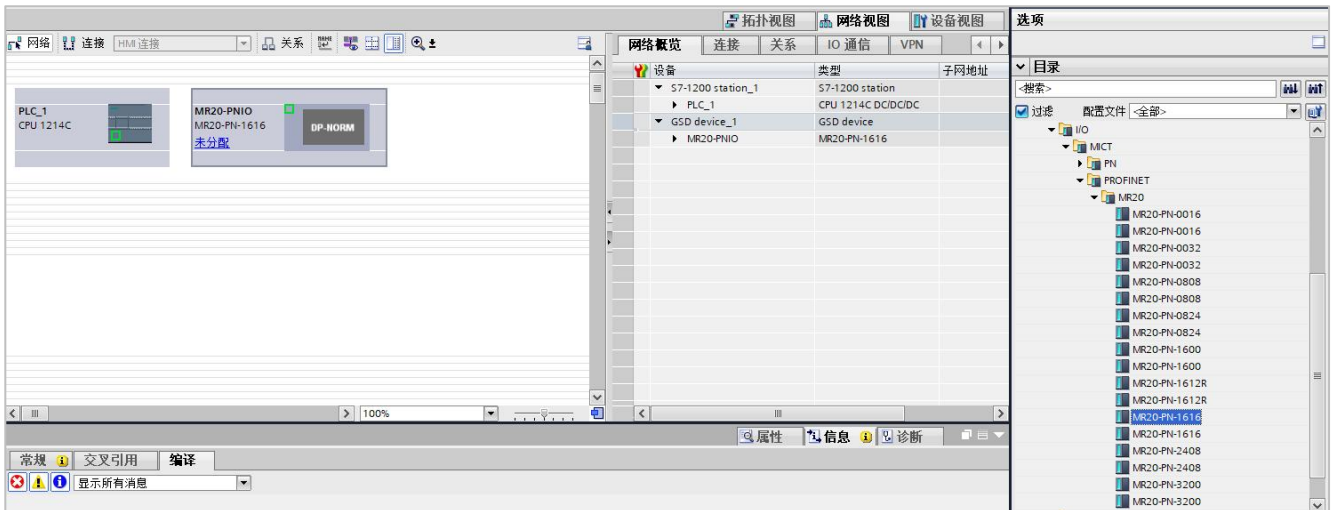 拓扑视图 网络视图 设备视图 选项
网络 连接 HMI连接 关系
网络概览 连接 关系 IO 通信 VPN
目录
<搜索>
过滤 配置文件 <全部>
设备 类型 子网地址
S7-1200 station_1 S7-1200 station
PLC_1 CPU 1214C DC/DC/DC
GSD device_1 GSD device
MR20-PNIO MR20-PN-1616
PLC_1
CPU 1214C
MR20-PNIO
MR20-PN-1616
未分配
DP-NORM
I/O
MICT
PN
PROFINET
MR20
MR20-PN-0016
MR20-PN-0016
MR20-PN-0032
MR20-PN-0032
MR20-PN-0808
MR20-PN-0808
MR20-PN-0824
MR20-PN-0824
MR20-PN-1600
MR20-PN-1600
MR20-PN-1612R
MR20-PN-1612R
MR20-PN-1616
MR20-PN-1616
MR20-PN-2408
MR20-PN-2408
MR20-PN-3200
MR20-PN-3200
100%
属性 信息 诊断
常规 交叉引用 编译
显示所有消息